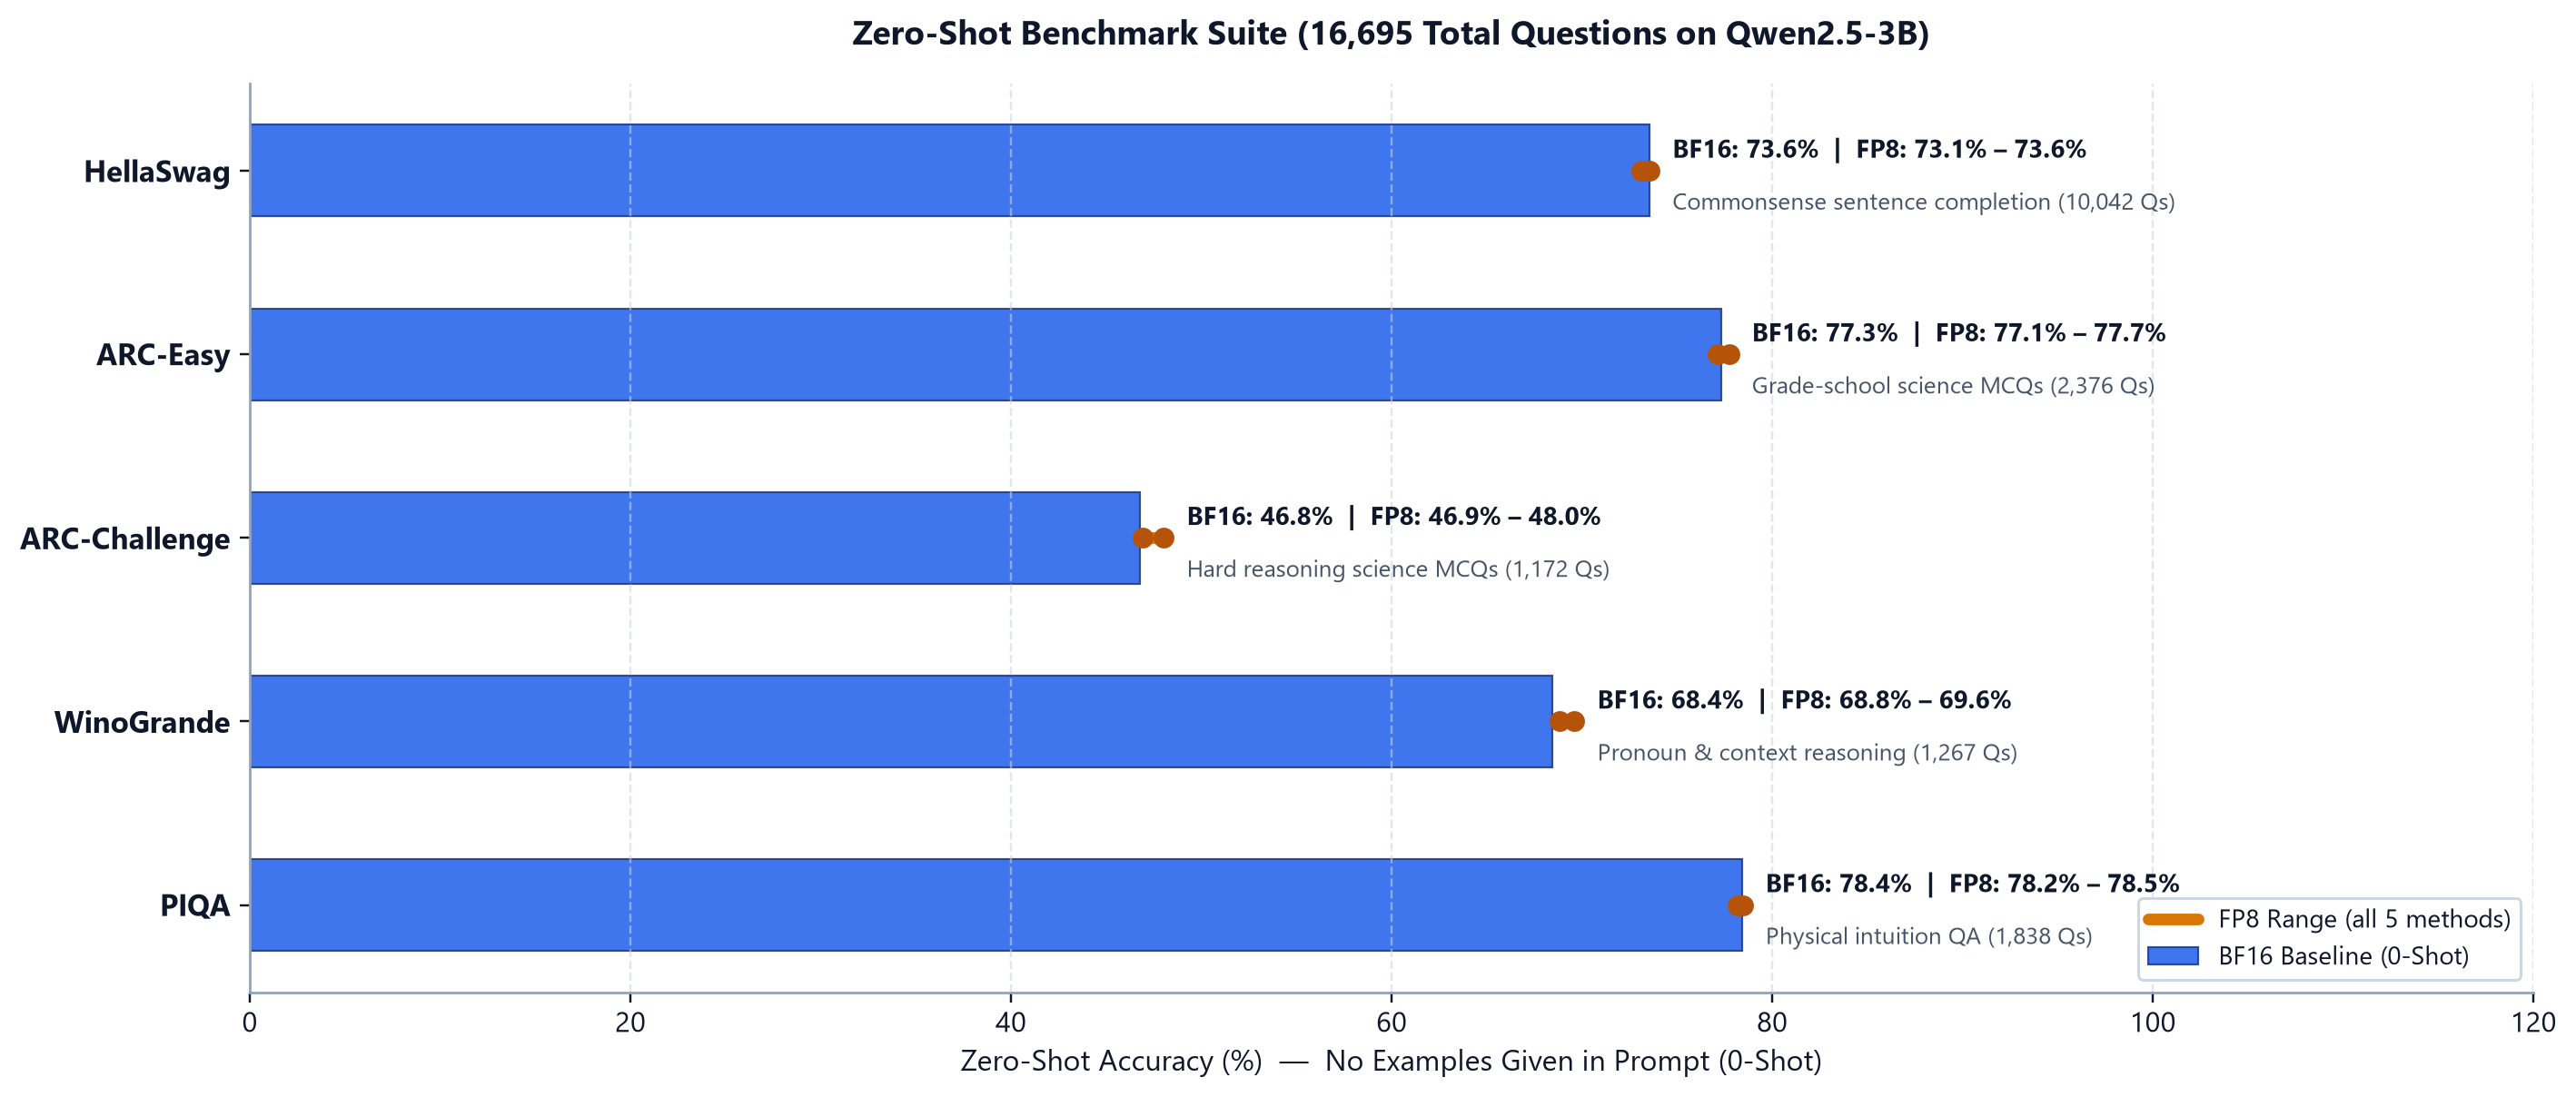 Zero-Shot Benchmark Suite (16,695 Total Questions on Qwen2.5-3B)
HellaSwag
BF16: 73.6% | FP8: 73.1% – 73.6%
Commonsense sentence completion (10,042 Qs)
ARC-Easy
BF16: 77.3% | FP8: 77.1% – 77.7%
Grade-school science MCQs (2,376 Qs)
ARC-Challenge
BF16: 46.8% | FP8: 46.9% – 48.0%
Hard reasoning science MCQs (1,172 Qs)
WinoGrande
BF16: 68.4% | FP8: 68.8% – 69.6%
Pronoun & context reasoning (1,267 Qs)
PIQA
BF16: 78.4% | FP8: 78.2% – 78.5%
Physical intuition QA (1,838 Qs)
FP8 Range (all 5 methods)
BF16 Baseline (0-Shot)
0 20 40 60 80 100 120
Zero-Shot Accuracy (%) — No Examples Given in Prompt (0-Shot)